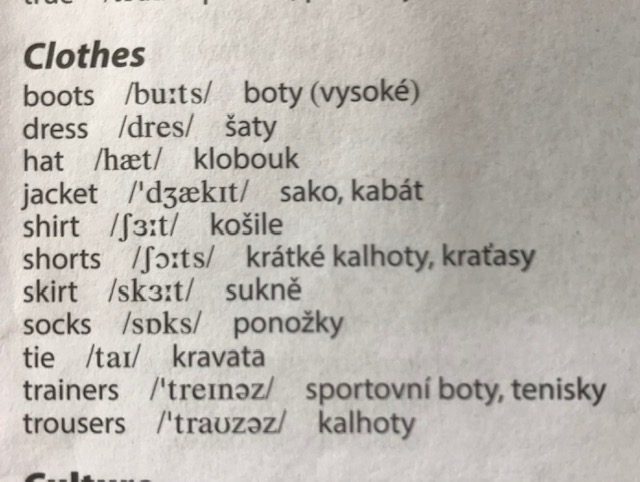 Clothes
boots /buːts/ boty (vysoké)
dress /dres/ šaty
hat /hæt/ klobouk
jacket /ˈdʒækɪt/ sako, kabát
shirt /ʃɜːt/ košile
shorts /ʃɔːts/ krátké kalhoty, kraťasy
skirt /skɜːt/ sukně
socks /sɒks/ ponožky
tie /taɪ/ kravata
trainers /ˈtreɪnəz/ sportovní boty, tenisky
trousers /ˈtraʊzəz/ kalhoty